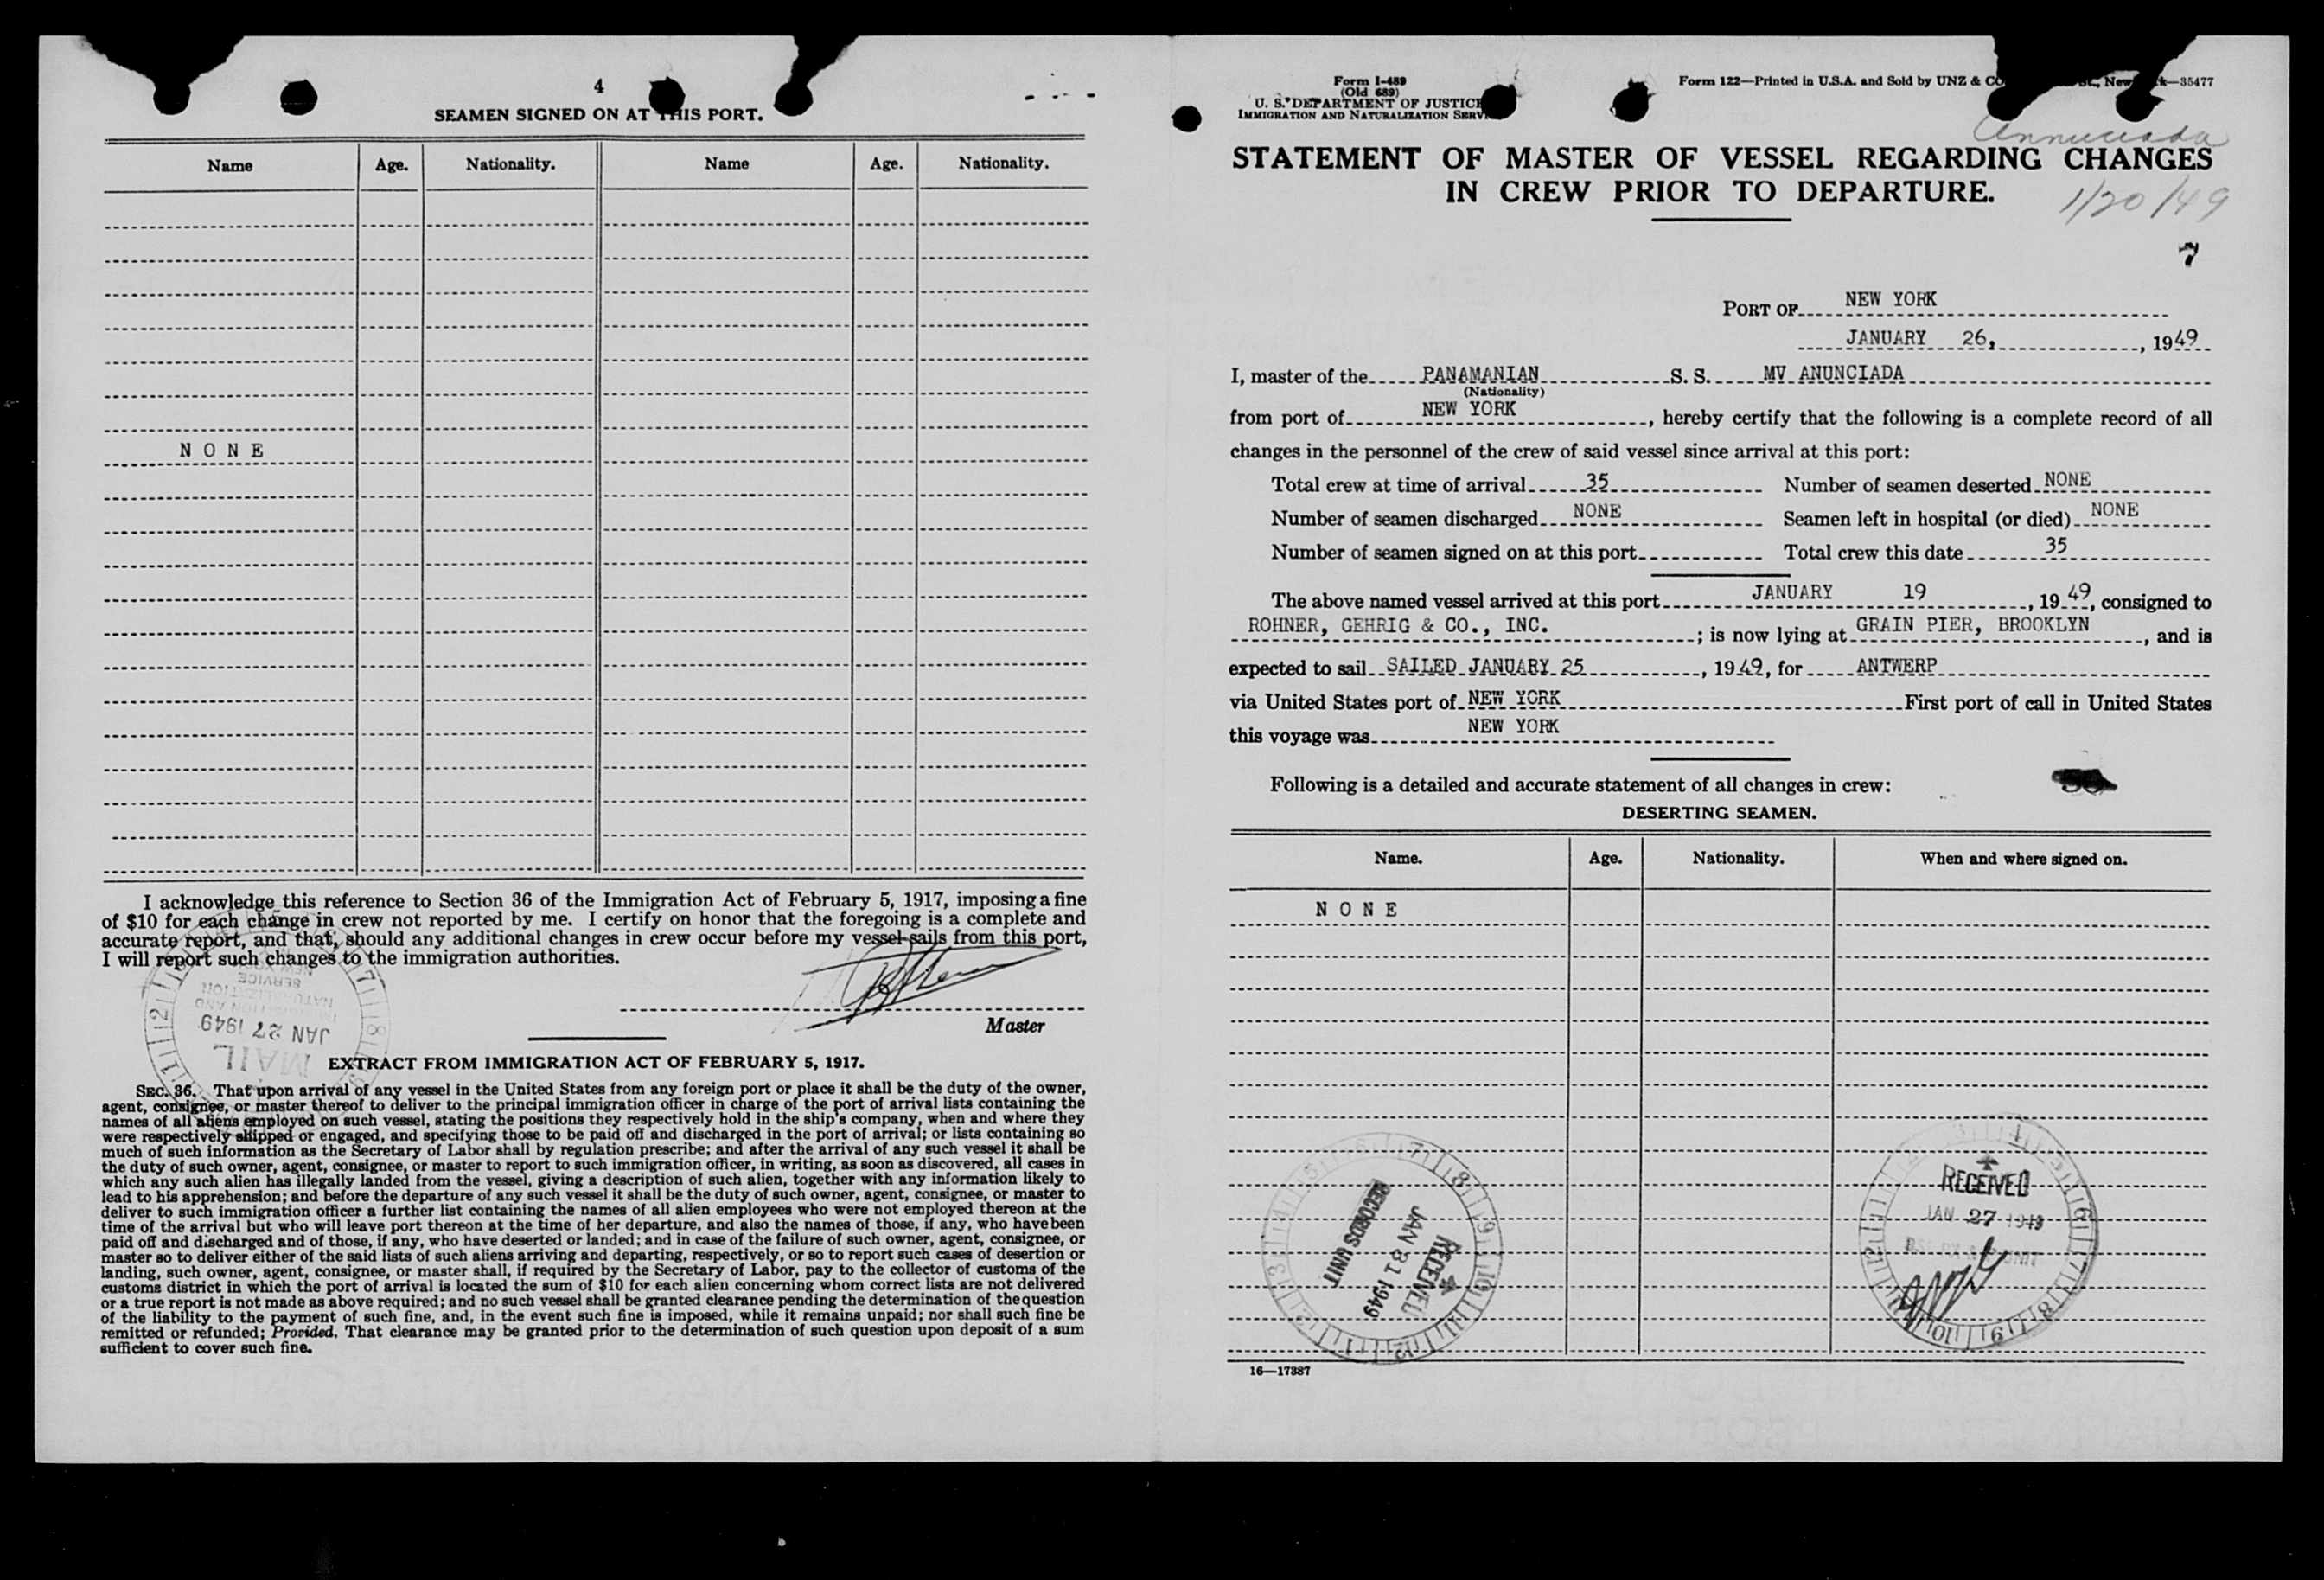 4
SEAMEN SIGNED ON AT THIS PORT.
Name Age. Nationality. Name Age. Nationality.
N O N E
I acknowledge this reference to Section 36 of the Immigration Act of February 5, 1917, imposing a fine
of $10 for each change in crew not reported by me. I certify on honor that the foregoing is a complete and
accurate report, and that, should any additional changes in crew occur before my vessel sails from this port,
I will report such changes to the immigration authorities.
Master
SERVICE
JAN 27 1949
MAIL
EXTRACT FROM IMMIGRATION ACT OF FEBRUARY 5, 1917.
SEC. 36. That upon arrival of any vessel in the United States from any foreign port or place it shall be the duty of the owner,
agent, consignee, or master thereof to deliver to the principal immigration officer in charge of the port of arrival lists containing the
names of all aliens employed on such vessel, stating the positions they respectively hold in the ship's company, when and where they
were respectively shipped or engaged, and specifying those to be paid off and discharged in the port of arrival; or lists containing so
much of such information as the Secretary of Labor shall by regulation prescribe; and after the arrival of any such vessel it shall be
the duty of such owner, agent, consignee, or master to report to such immigration officer, in writing, as soon as discovered, all cases in
which any such alien has illegally landed from the vessel, giving a description of such alien, together with any information likely to
lead to his apprehension; and before the departure of any such vessel it shall be the duty of such owner, agent, consignee, or master to
deliver to such immigration officer a further list containing the names of all alien employees who were not employed thereon at the
time of the arrival but who will leave port thereon at the time of her departure, and also the names of those, if any, who have been
paid off and discharged and of those, if any, who have deserted or landed; and in case of the failure of such owner, agent, consignee, or
master so to deliver either of the said lists of such aliens arriving and departing, respectively, or so to report such cases of desertion or
landing, such owner, agent, consignee, or master shall, if required by the Secretary of Labor, pay to the collector of customs of the
customs district in which the port of arrival is located the sum of $10 for each alien concerning whom correct lists are not delivered
or a true report is not made as above required; and no such vessel shall be granted clearance pending the determination of the question
of the liability to the payment of such fine, and, in the event such fine is imposed, while it remains unpaid; nor shall such fine be
remitted or refunded; Provided, That clearance may be granted prior to the determination of such question upon deposit of a sum
sufficient to cover such fine.
Form I-489
(Old 689)
U. S. DEPARTMENT OF JUSTICE
IMMIGRATION AND NATURALIZATION SERV
Form 122—Printed in U.S.A. and Sold by UNZ & CO St., New k—35477
Annuciada
STATEMENT OF MASTER OF VESSEL REGARDING CHANGES
IN CREW PRIOR TO DEPARTURE.
1/20/49
7
PORT OF NEW YORK
JANUARY 26, , 1949
I, master of the PANAMANIAN S. S. MV ANUNCIADA
(Nationality)
from port of NEW YORK , hereby certify that the following is a complete record of all
changes in the personnel of the crew of said vessel since arrival at this port:
Total crew at time of arrival 35 Number of seamen deserted NONE
Number of seamen discharged NONE Seamen left in hospital (or died) NONE
Number of seamen signed on at this port Total crew this date 35
The above named vessel arrived at this port JANUARY 19 , 1949, consigned to
ROHNER, GEHRIG & CO., INC. ; is now lying at GRAIN PIER, BROOKLYN , and is
expected to sail SAILED JANUARY 25 , 1949, for ANTWERP
via United States port of NEW YORK First port of call in United States
this voyage was NEW YORK
Following is a detailed and accurate statement of all changes in crew:
DESERTING SEAMEN.
Name. Age. Nationality. When and where signed on.
N O N E
RECEIVED
JAN 31 1949
RECORDS UNIT
RECEIVED
JAN 27 1949
16—17887